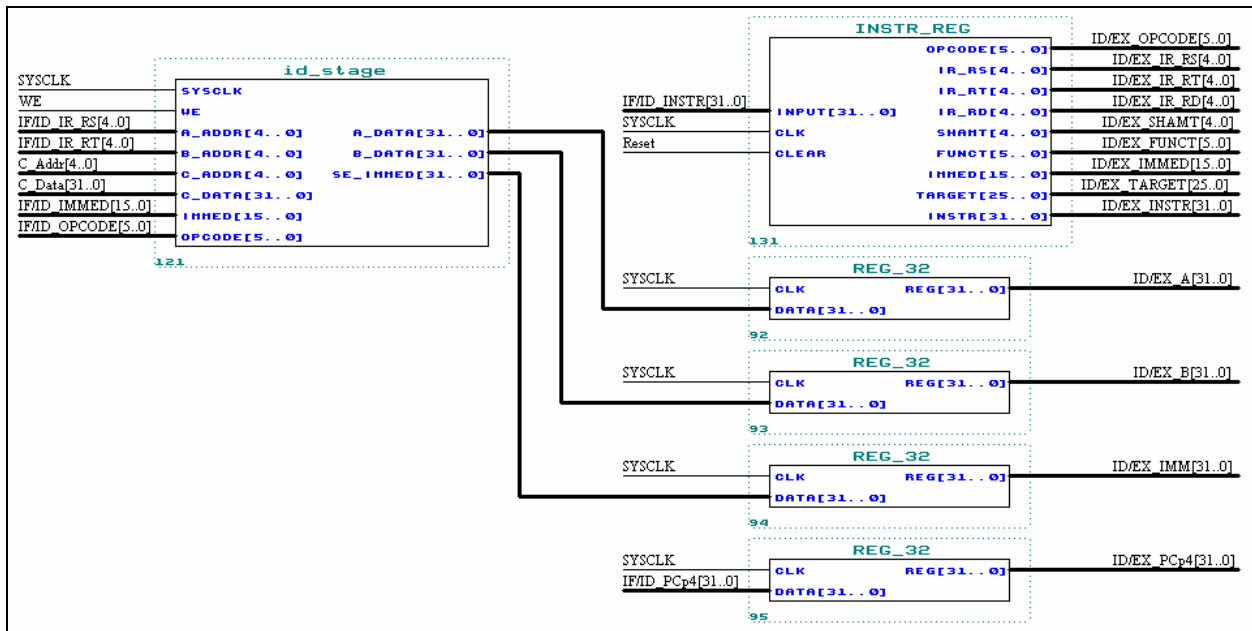 id_stage
SYSCLK
WE
IF/ID_IR_RS[4..0]
IF/ID_IR_RT[4..0]
C_Addr[4..0]
C_Data[31..0]
IF/ID_IMMED[15..0]
IF/ID_OPCODE[5..0]
SYSCLK
WE
A_ADDR[4..0] A_DATA[31..0]
B_ADDR[4..0] B_DATA[31..0]
C_ADDR[4..0] SE_IMMED[31..0]
C_DATA[31..0]
IMMED[15..0]
OPCODE[5..0]
121
INSTR_REG
IF/ID_INSTR[31..0]
SYSCLK
Reset
INPUT[31..0]
CLK
CLEAR
OPCODE[5..0]
IR_RS[4..0]
IR_RT[4..0]
IR_RD[4..0]
SHAMT[4..0]
FUNCT[5..0]
IMMED[15..0]
TARGET[25..0]
INSTR[31..0]
ID/EX_OPCODE[5..0]
ID/EX_IR_RS[4..0]
ID/EX_IR_RT[4..0]
ID/EX_IR_RD[4..0]
ID/EX_SHAMT[4..0]
ID/EX_FUNCT[5..0]
ID/EX_IMMED[15..0]
ID/EX_TARGET[25..0]
ID/EX_INSTR[31..0]
131
REG_32
SYSCLK
CLK REG[31..0]
DATA[31..0]
ID/EX_A[31..0]
92
REG_32
SYSCLK
CLK REG[31..0]
DATA[31..0]
ID/EX_B[31..0]
93
REG_32
SYSCLK
CLK REG[31..0]
DATA[31..0]
ID/EX_IMM[31..0]
94
REG_32
SYSCLK
IF/ID_PCp4[31..0]
CLK REG[31..0]
DATA[31..0]
ID/EX_PCp4[31..0]
95